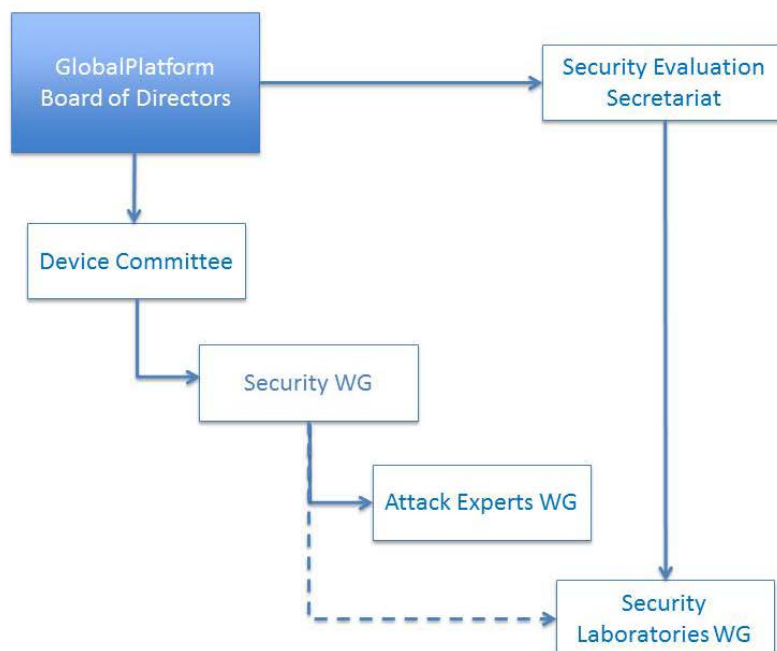 GlobalPlatform
Board of Directors
Security Evaluation
Secretariat
Device Committee
Security WG
Attack Experts WG
Security
Laboratories WG